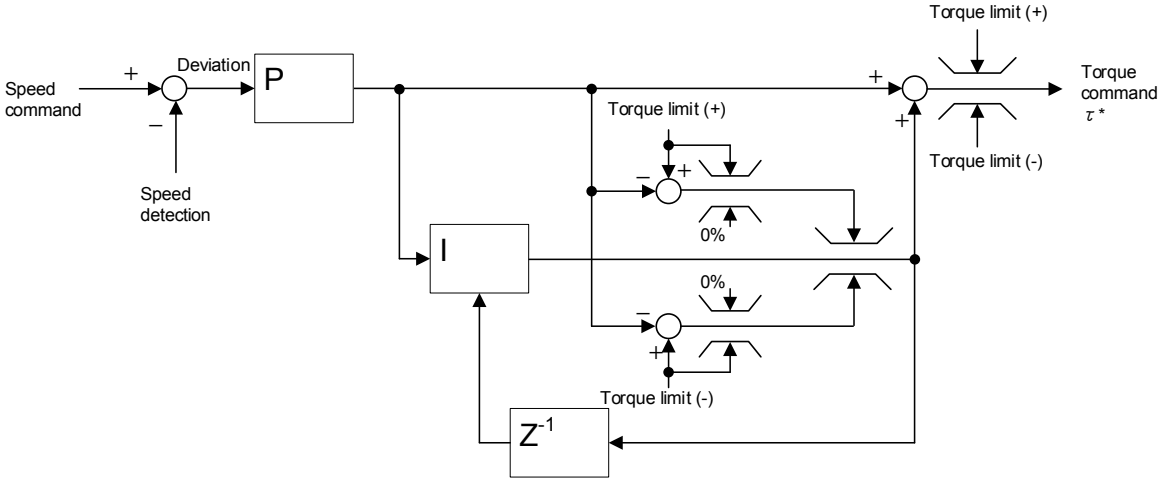 Torque limit (+)
+
Deviation
P
+
Torque
command
τ *
Speed
command
−
Torque limit (+)
+
Torque limit (-)
Speed
detection
−
+
0%
I
0%
−
+
Torque limit (-)
Z-1